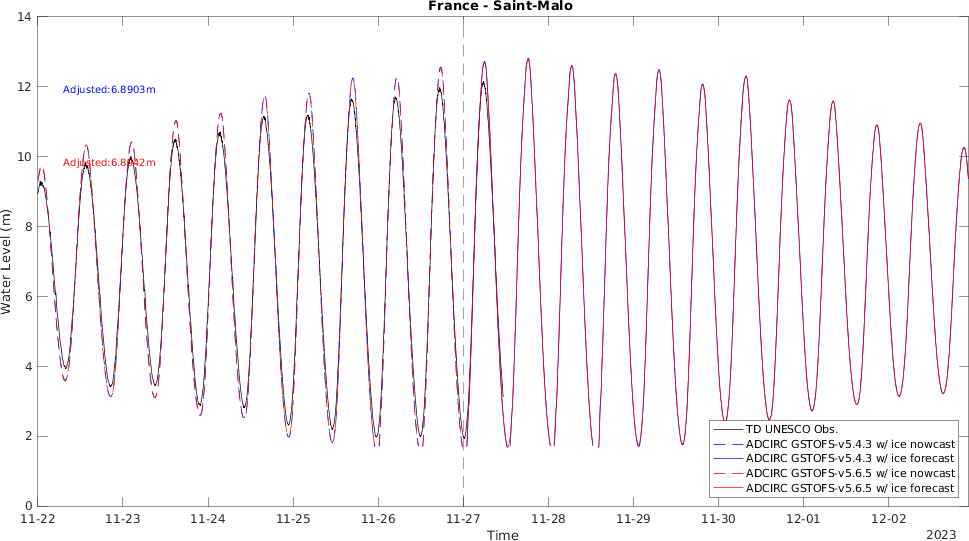 France - Saint-Malo
14
12
10
8
6
4
2
0
Water Level (m)
Adjusted:6.8903m
11-22
11-23
11-24
11-25
11-26
11-27
11-28
11-29
11-30
12-01
12-02
Time
2023
TD UNESCO Obs.
ADCIRC GSTOFS-v5.4.3 w/ ice nowcast
ADCIRC GSTOFS-v5.4.3 w/ ice forecast
ADCIRC GSTOFS-v5.6.5 w/ ice nowcast
ADCIRC GSTOFS-v5.6.5 w/ ice forecast